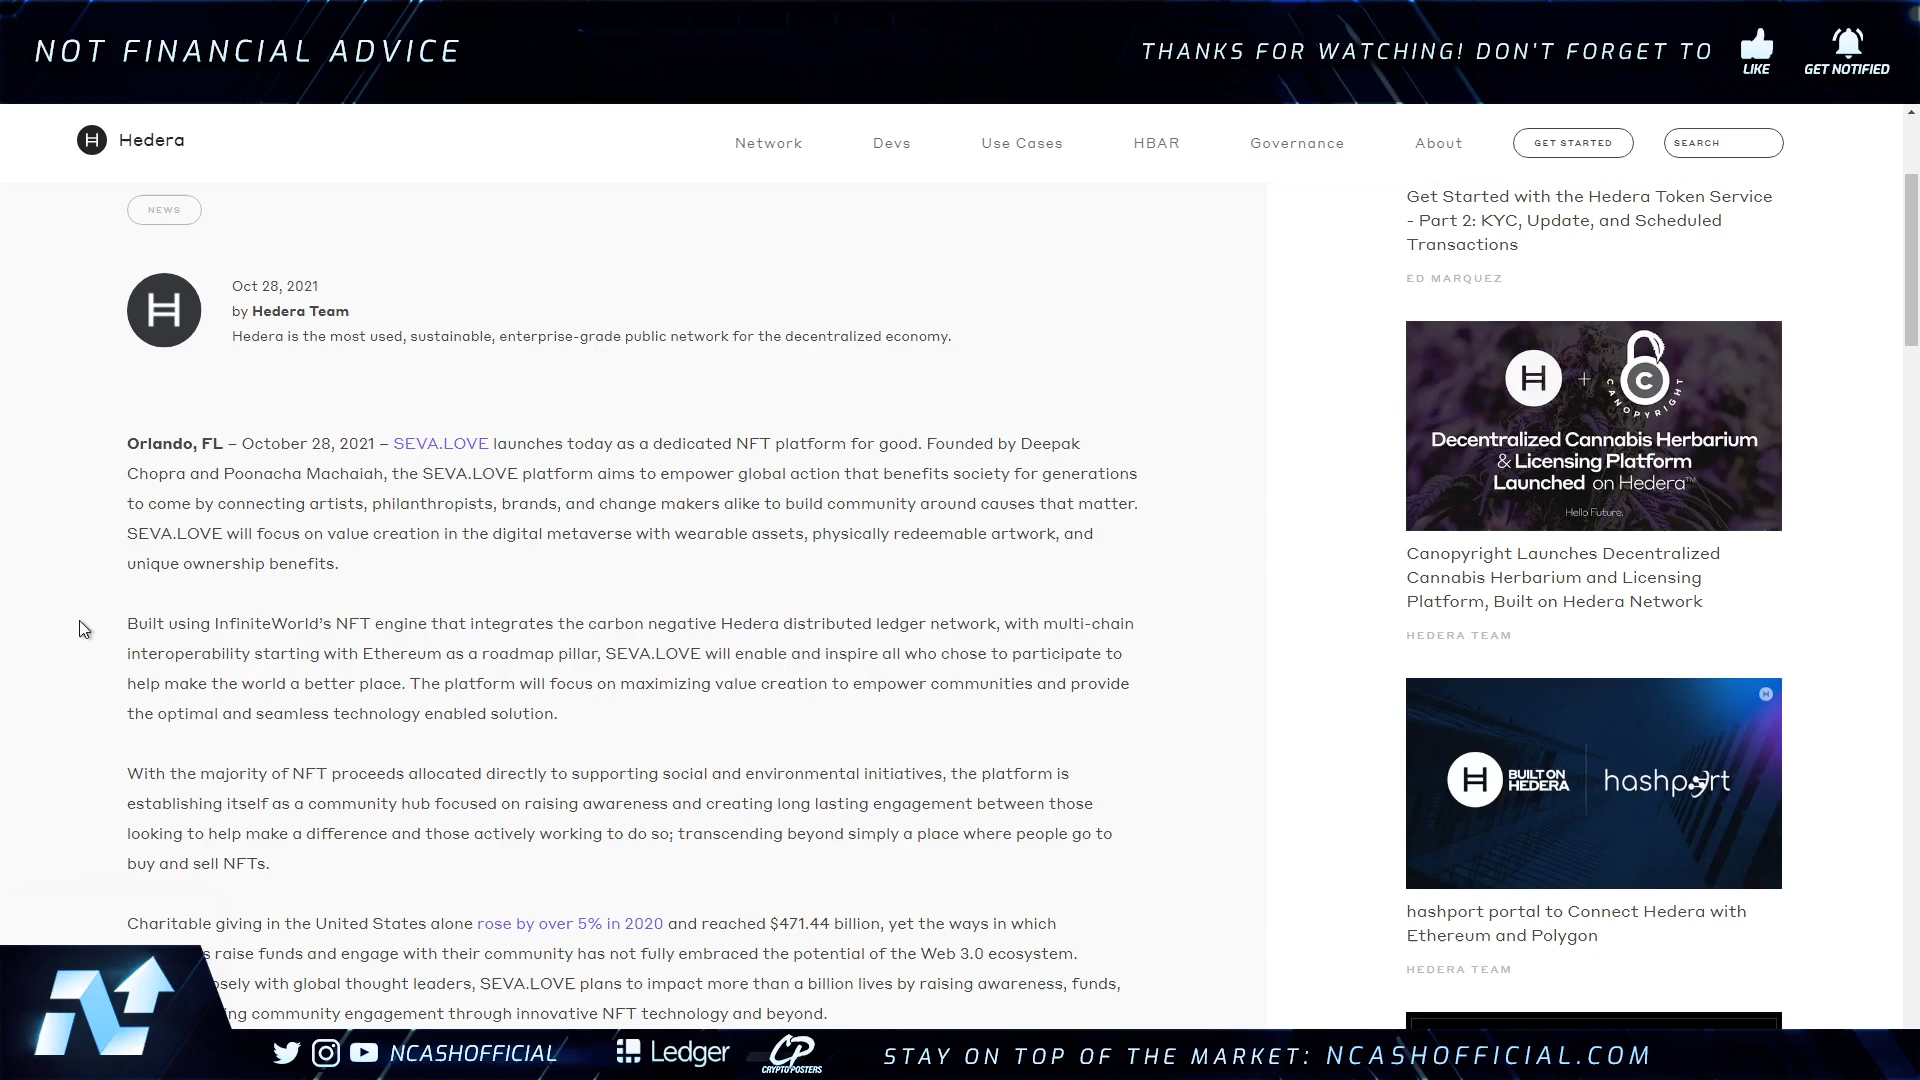 NOT FINANCIAL ADVICE
THANKS FOR WATCHING! DON'T FORGET TO
LIKE
GET NOTIFIED
Hedera
Network
Devs
Use Cases
HBAR
Governance
About
GET STARTED
SEARCH
NEWS
Oct 28, 2021
by Hedera Team
Hedera is the most used, sustainable, enterprise-grade public network for the decentralized economy.
Orlando, FL – October 28, 2021 – SEVA.LOVE launches today as a dedicated NFT platform for good. Founded by Deepak
Chopra and Poonacha Machaiah, the SEVA.LOVE platform aims to empower global action that benefits society for generations
to come by connecting artists, philanthropists, brands, and change makers alike to build community around causes that matter.
SEVA.LOVE will focus on value creation in the digital metaverse with wearable assets, physically redeemable artwork, and
unique ownership benefits.
Built using InfiniteWorld’s NFT engine that integrates the carbon negative Hedera distributed ledger network, with multi-chain
interoperability starting with Ethereum as a roadmap pillar, SEVA.LOVE will enable and inspire all who chose to participate to
help make the world a better place. The platform will focus on maximizing value creation to empower communities and provide
the optimal and seamless technology enabled solution.
With the majority of NFT proceeds allocated directly to supporting social and environmental initiatives, the platform is
establishing itself as a community hub focused on raising awareness and creating long lasting engagement between those
looking to help make a difference and those actively working to do so; transcending beyond simply a place where people go to
buy and sell NFTs.
Charitable giving in the United States alone rose by over 5% in 2020 and reached $471.44 billion, yet the ways in which
raise funds and engage with their community has not fully embraced the potential of the Web 3.0 ecosystem.
with global thought leaders, SEVA.LOVE plans to impact more than a billion lives by raising awareness, funds,
community engagement through innovative NFT technology and beyond.
Get Started with the Hedera Token Service
- Part 2: KYC, Update, and Scheduled
Transactions
ED MARQUEZ
H + C
CANOPYRIGHT
Decentralized Cannabis Herbarium
& Licensing Platform
Launched on Hedera™
Hello Future.
Canopyright Launches Decentralized
Cannabis Herbarium and Licensing
Platform, Built on Hedera Network
HEDERA TEAM
BUILT ON
HEDERA
hashport
hashport portal to Connect Hedera with
Ethereum and Polygon
HEDERA TEAM
NCASHOFFICIAL
Ledger
CP
CRYPTO POSTERS
STAY ON TOP OF THE MARKET: NCASHOFFICIAL.COM